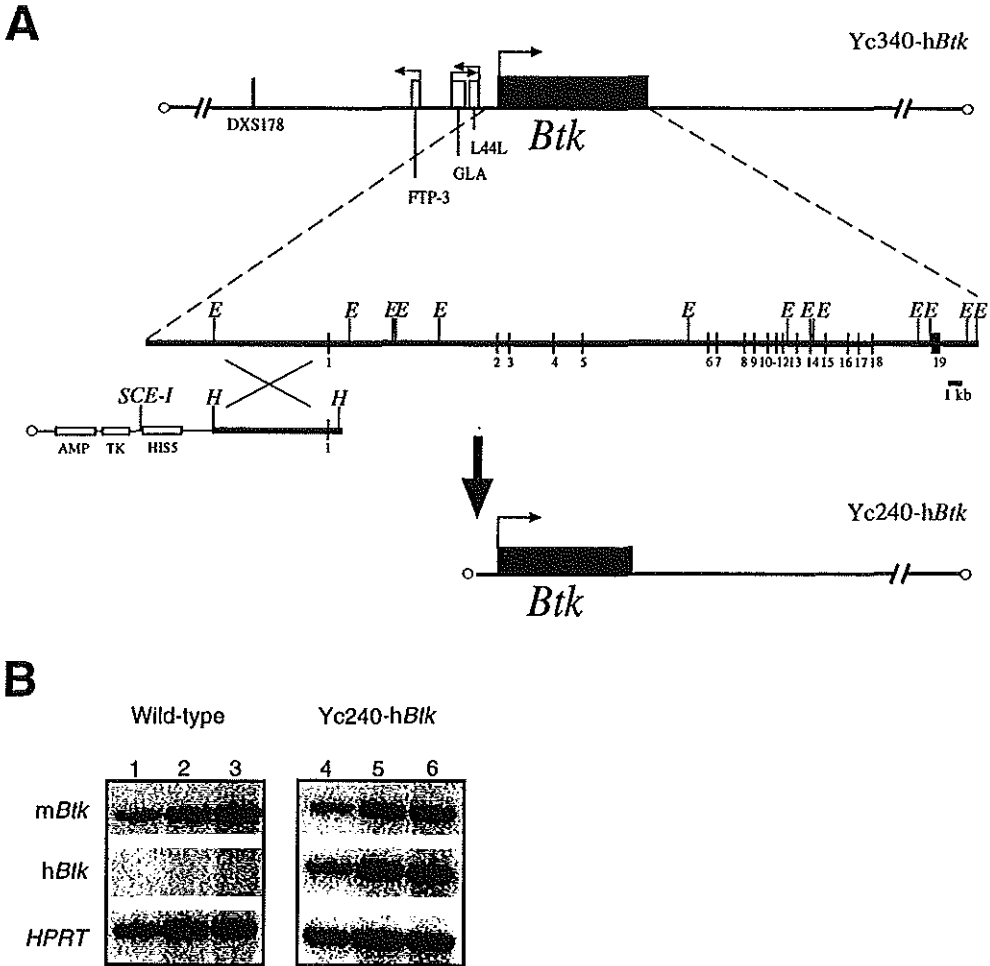 A
Yc340-hBtk
DXS178
L44L
Btk
GLA
FTP-3
E E EE E E E E E E E EE
1 2 3 4 5 6 7 8 9 10-12 13 14 15 16 17 18 19
1 kb
SCE-I H H
AMP TK HIS5 1
Yc240-hBtk
Btk
B
Wild-type Yc240-hBtk
1 2 3 4 5 6
mBtk
hBtk
HPRT